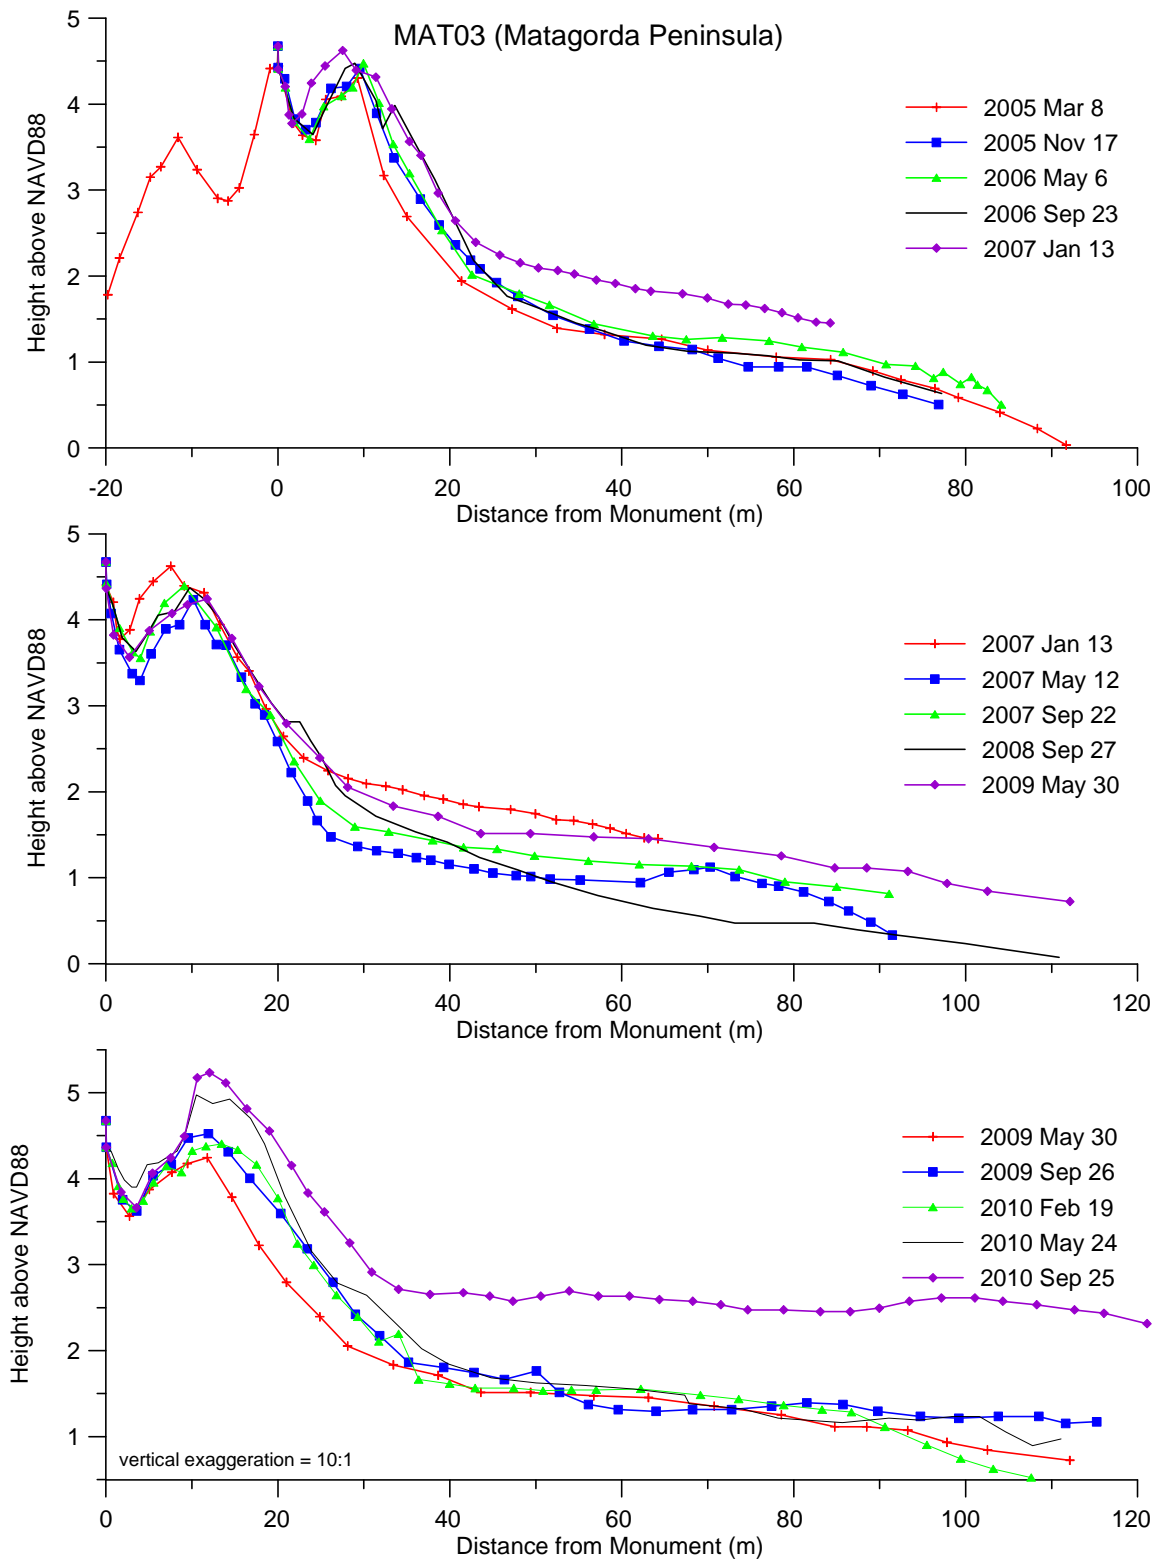 MAT03 (Matagorda Peninsula)
Height above NAVD88
5
4
3
2
1
0
2005 Mar 8
2005 Nov 17
2006 May 6
2006 Sep 23
2007 Jan 13
-20 0 20 40 60 80 100
Distance from Monument (m)
Height above NAVD88
5
4
3
2
1
0
2007 Jan 13
2007 May 12
2007 Sep 22
2008 Sep 27
2009 May 30
0 20 40 60 80 100 120
Distance from Monument (m)
Height above NAVD88
5
4
3
2
1
2009 May 30
2009 Sep 26
2010 Feb 19
2010 May 24
2010 Sep 25
vertical exaggeration = 10:1
0 20 40 60 80 100 120
Distance from Monument (m)